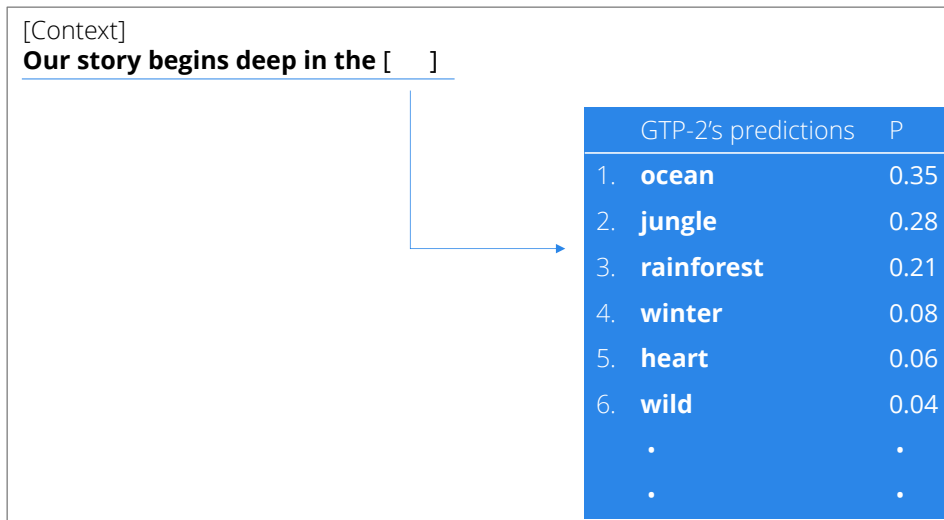 [Context]
Our story begins deep in the [ ]
GTP-2's predictions P
1. ocean 0.35
2. jungle 0.28
3. rainforest 0.21
4. winter 0.08
5. heart 0.06
6. wild 0.04
. .
. .